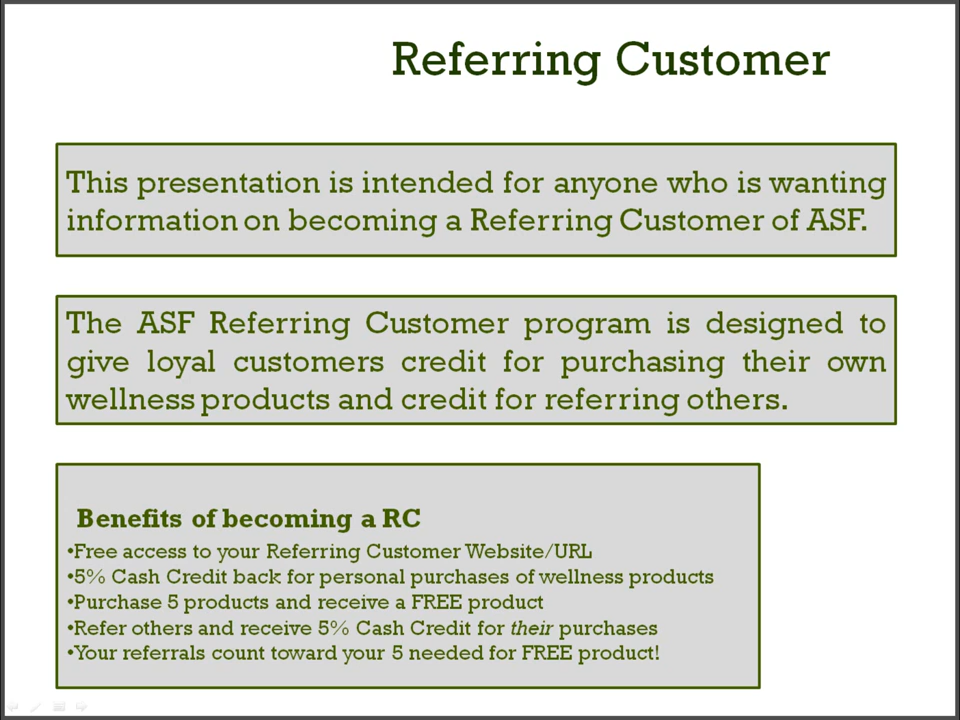 Referring Customer
This presentation is intended for anyone who is wanting
information on becoming a Referring Customer of ASF.
The ASF Referring Customer program is designed to
give loyal customers credit for purchasing their own
wellness products and credit for referring others.
Benefits of becoming a RC
•Free access to your Referring Customer Website/URL
•5% Cash Credit back for personal purchases of wellness products
•Purchase 5 products and receive a FREE product
•Refer others and receive 5% Cash Credit for their purchases
•Your referrals count toward your 5 needed for FREE product!